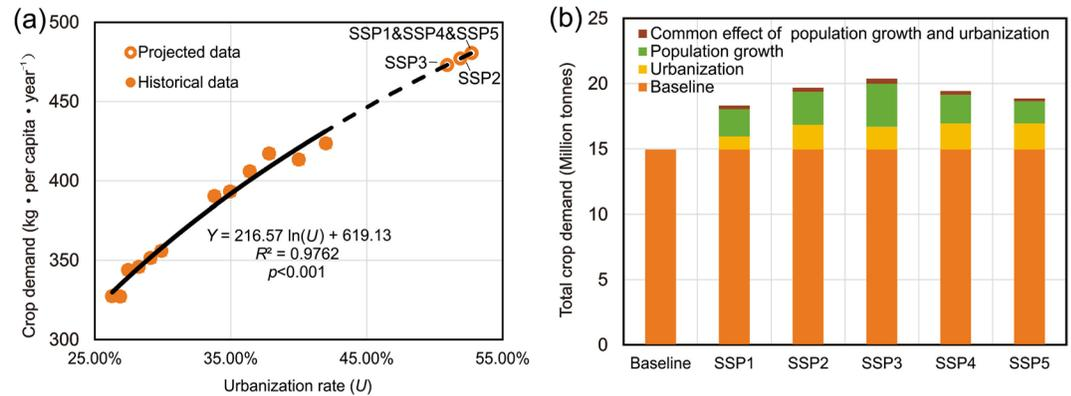 (a)
500
450
400
350
300
Crop demand (kg • per capita • year⁻¹)
Projected data
Historical data
SSP1&SSP4&SSP5
SSP3
SSP2
Y = 216.57 ln(U) + 619.13
R² = 0.9762
p<0.001
25.00% 35.00% 45.00% 55.00%
Urbanization rate (U)
(b)
25
20
15
10
5
0
Total crop demand (Million tonnes)
Common effect of population growth and urbanization
Population growth
Urbanization
Baseline
Baseline SSP1 SSP2 SSP3 SSP4 SSP5